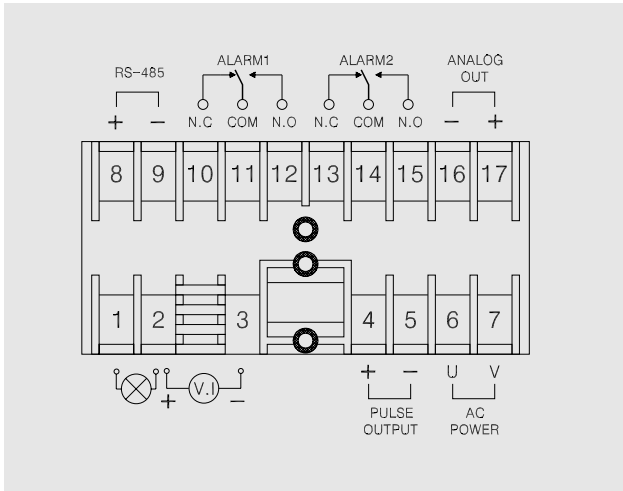 RS-485
ALARM1
ALARM2
ANALOG
OUT
+ − N.C COM N.O N.C COM N.O − +
8 9 10 11 12 13 14 15 16 17
1 2 3 4 5 6 7
+ V.I − + − U V
PULSE
OUTPUT
AC
POWER